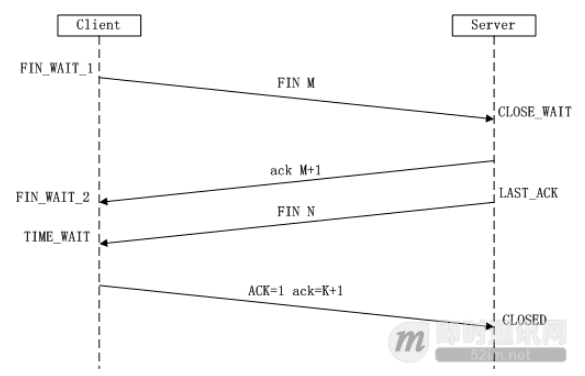 Client
Server
FIN_WAIT_1
FIN M
CLOSE_WAIT
ack M+1
FIN_WAIT_2
LAST_ACK
FIN N
TIME_WAIT
ACK=1 ack=K+1
CLOSED
即时通讯网
52im.net